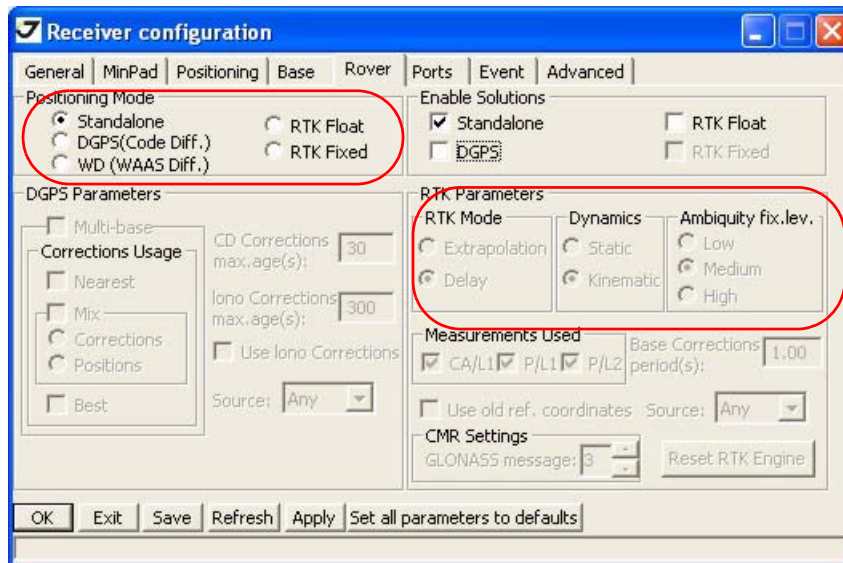 Receiver configuration
General MinPad Positioning Base Rover Ports Event Advanced
Positioning Mode
Standalone
DGPS(Code Diff.)
WD (WAAS Diff.)
RTK Float
RTK Fixed
Enable Solutions
Standalone
DGPS
RTK Float
RTK Fixed
DGPS Parameters
Multi-base
Corrections Usage
Nearest
Mix
Corrections
Positions
Best
CD Corrections
max.age(s):
30
Iono Corrections
max.age(s):
300
Use Iono Corrections
Source: Any
RTK Parameters
RTK Mode
Extrapolation
Delay
Dynamics
Static
Kinematic
Ambiquity fix.lev.
Low
Medium
High
Measurements Used
CA/L1 P/L1 P/L2
Base Corrections
period(s):
1.00
Use old ref. coordinates Source: Any
CMR Settings
GLONASS message: 3
Reset RTK Engine
OK Exit Save Refresh Apply Set all parameters to defaults